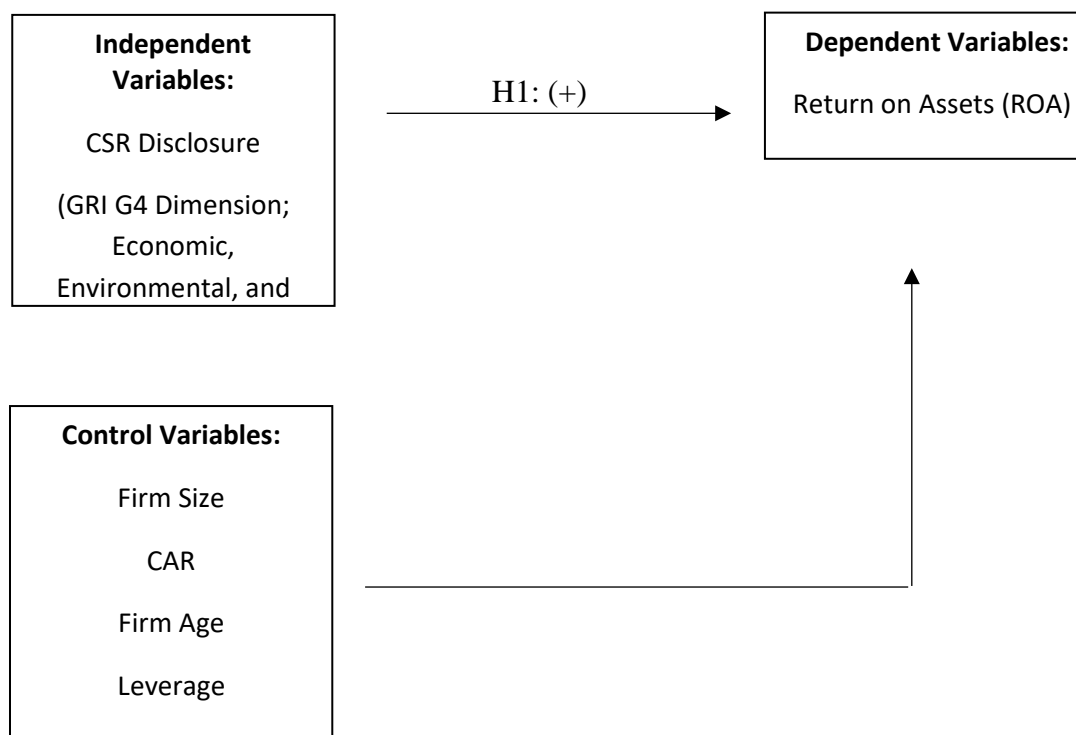 Independent
Variables:
CSR Disclosure
(GRI G4 Dimension;
Economic,
Environmental, and
H1: (+)
Dependent Variables:
Return on Assets (ROA)
Control Variables:
Firm Size
CAR
Firm Age
Leverage